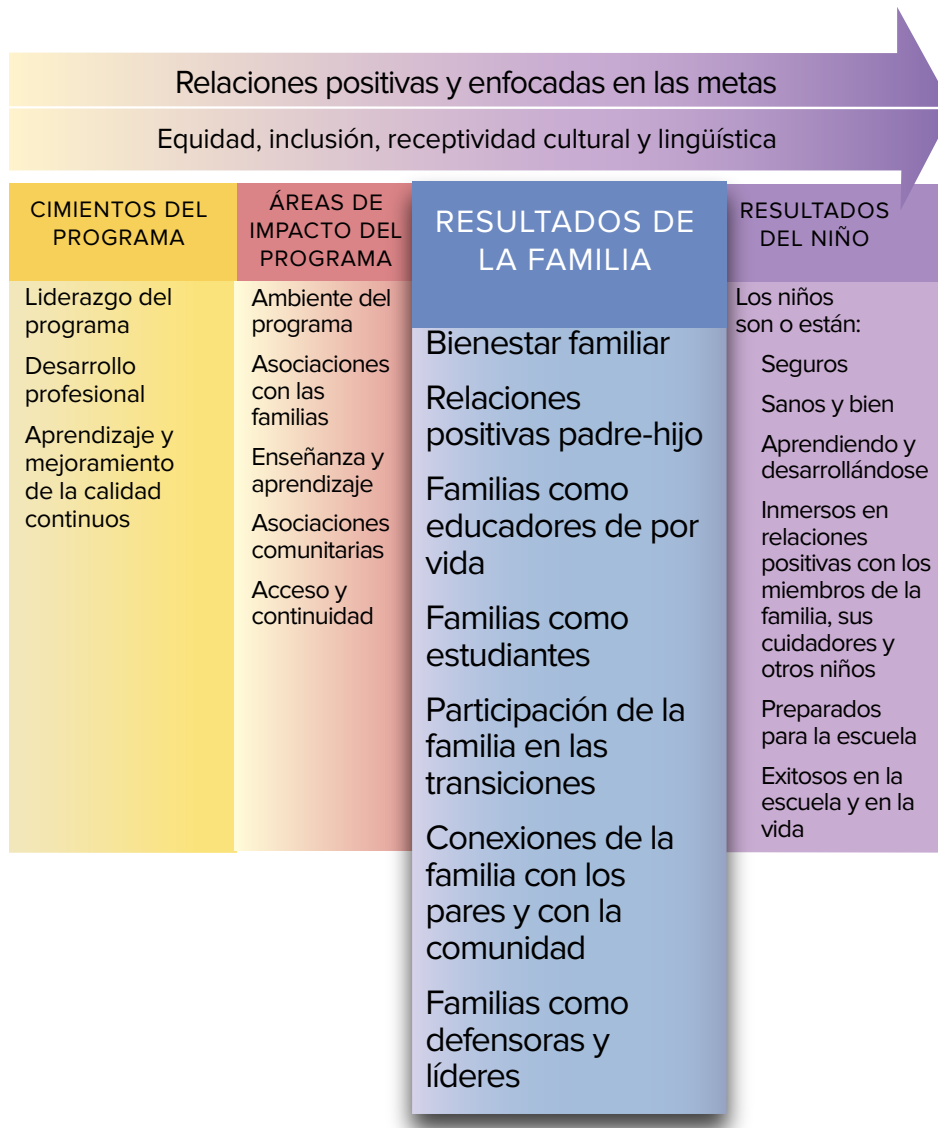 Relaciones positivas y enfocadas en las metas
Equidad, inclusión, receptividad cultural y lingüística
CIMIENTOS DEL
PROGRAMA
Liderazgo del
programa
Desarrollo
profesional
Aprendizaje y
mejoramiento
de la calidad
continuos
ÁREAS DE
IMPACTO DEL
PROGRAMA
Ambiente del
programa
Asociaciones
con las
familias
Enseñanza y
aprendizaje
Asociaciones
comunitarias
Acceso y
continuidad
RESULTADOS DE
LA FAMILIA
Bienestar familiar
Relaciones
positivas padre-hijo
Familias como
educadores de por
vida
Familias como
estudiantes
Participación de la
familia en las
transiciones
Conexiones de la
familia con los
pares y con la
comunidad
Familias como
defensoras y
líderes
RESULTADOS
DEL NIÑO
Los niños
son o están:
Seguros
Sanos y bien
Aprendiendo y
desarrollándose
Inmersos en
relaciones
positivas con los
miembros de la
familia, sus
cuidadores y
otros niños
Preparados
para la escuela
Exitosos en la
escuela y en la
vida